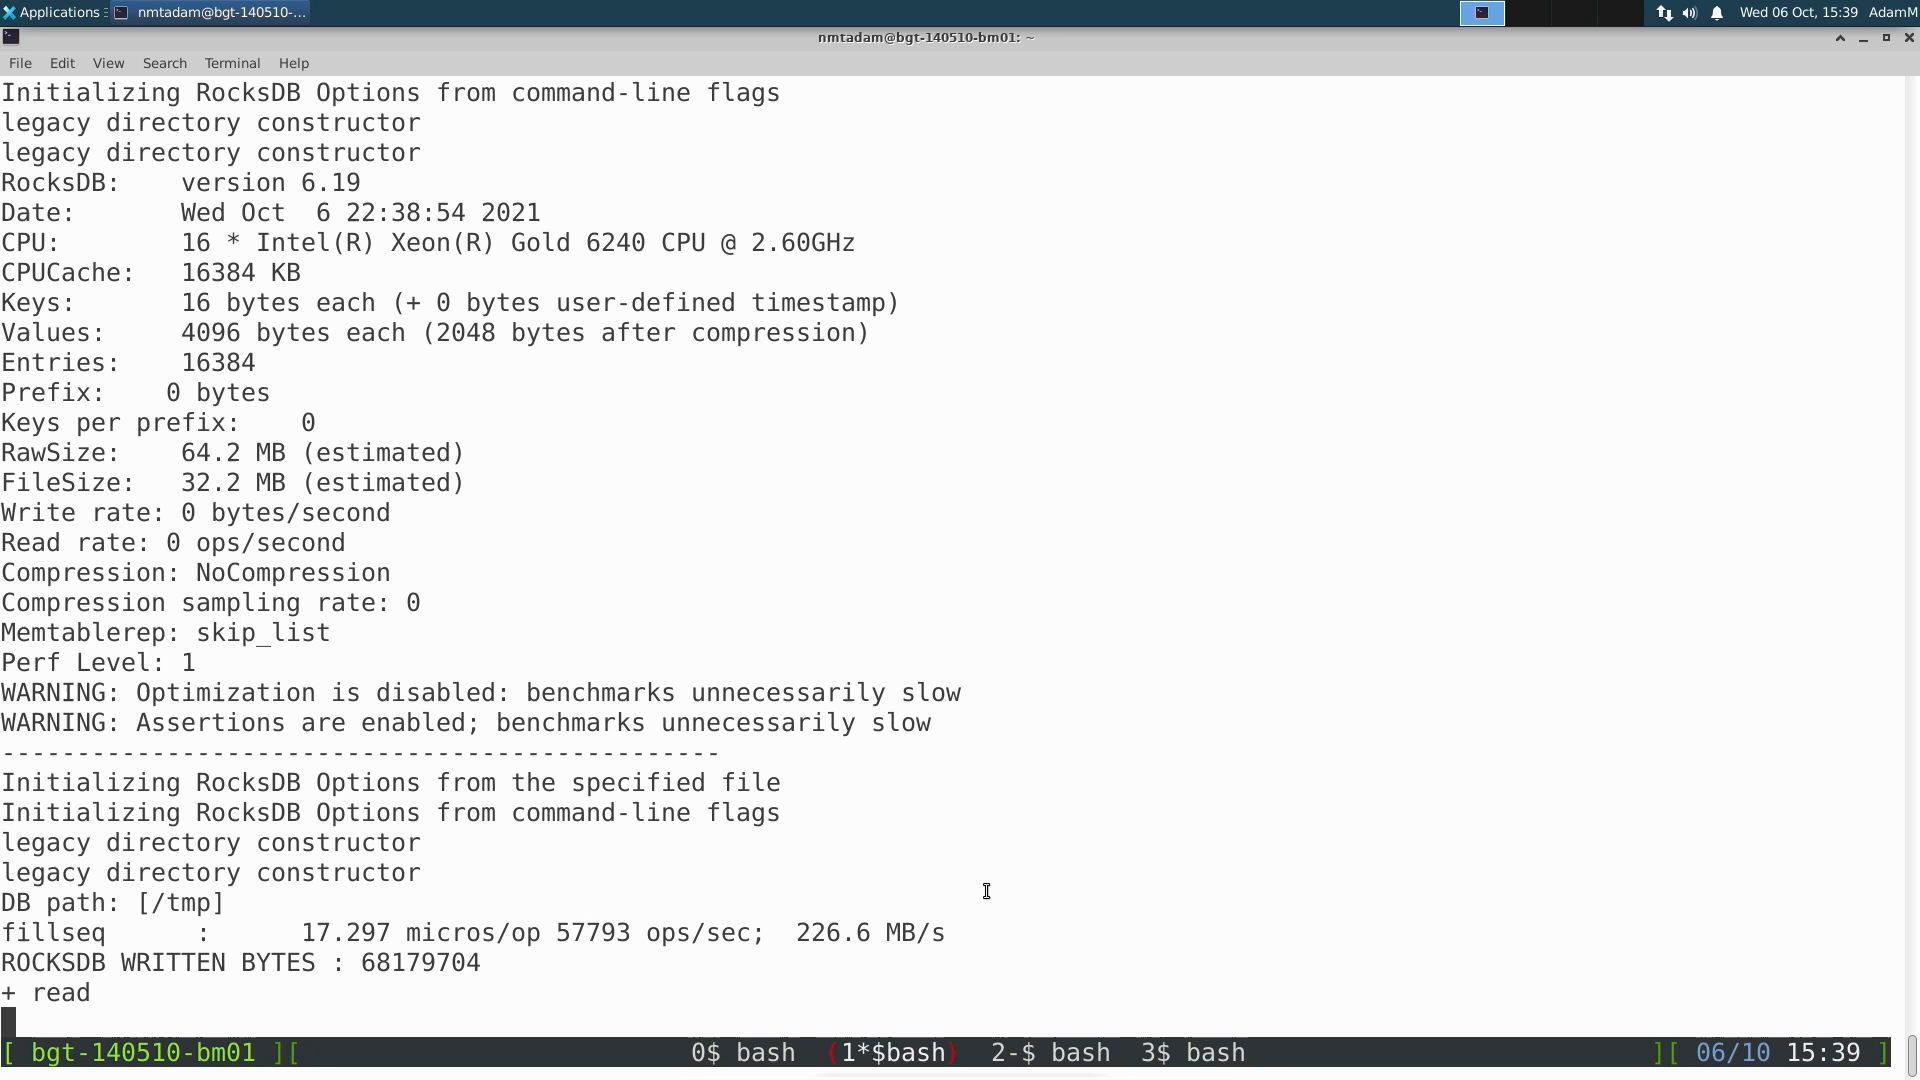 Applications
nmtadam@bgt-140510-...
Wed 06 Oct, 15:39
AdamM
nmtadam@bgt-140510-bm01: ~
File Edit View Search Terminal Help
Initializing RocksDB Options from command-line flags
legacy directory constructor
legacy directory constructor
RocksDB:    version 6.19
Date:       Wed Oct  6 22:38:54 2021
CPU:        16 * Intel(R) Xeon(R) Gold 6240 CPU @ 2.60GHz
CPUCache:   16384 KB
Keys:       16 bytes each (+ 0 bytes user-defined timestamp)
Values:     4096 bytes each (2048 bytes after compression)
Entries:    16384
Prefix:    0 bytes
Keys per prefix:    0
RawSize:    64.2 MB (estimated)
FileSize:   32.2 MB (estimated)
Write rate: 0 bytes/second
Read rate: 0 ops/second
Compression: NoCompression
Compression sampling rate: 0
Memtablerep: skip_list
Perf Level: 1
WARNING: Optimization is disabled: benchmarks unnecessarily slow
WARNING: Assertions are enabled; benchmarks unnecessarily slow
------------------------------------------------
Initializing RocksDB Options from the specified file
Initializing RocksDB Options from command-line flags
legacy directory constructor
legacy directory constructor
DB path: [/tmp]
fillseq      :      17.297 micros/op 57793 ops/sec;  226.6 MB/s
ROCKSDB WRITTEN BYTES : 68179704
+ read
[ bgt-140510-bm01 ][ 0$ bash (1*$bash) 2-$ bash 3$ bash ][ 06/10 15:39 ]